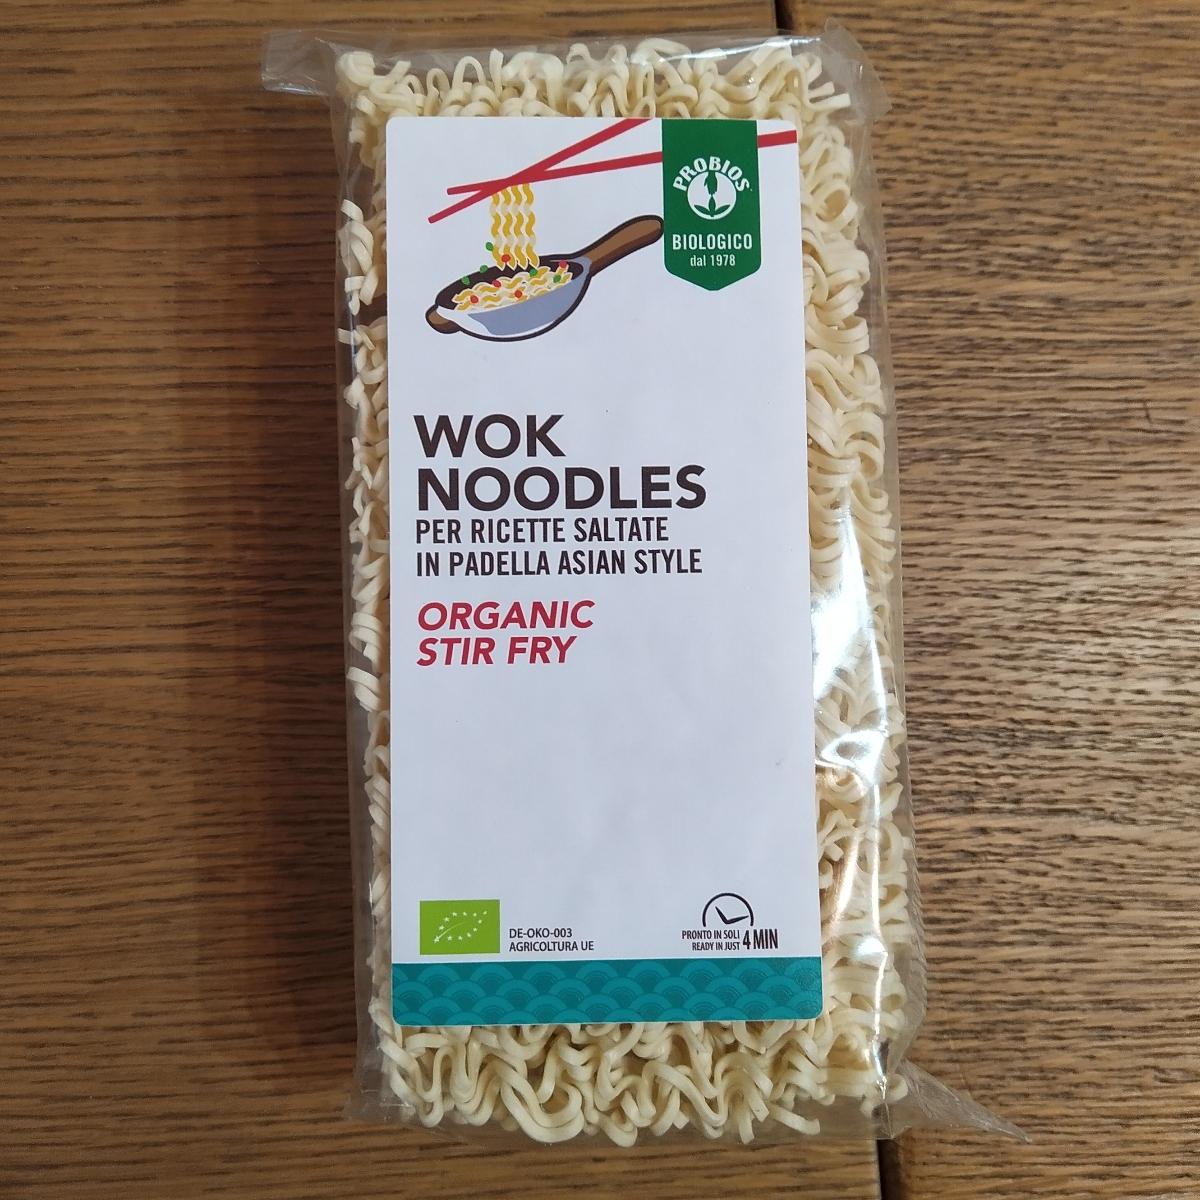 PROBIOS
BIOLOGICO
dal 1978
WOK
NOODLES
PER RICETTE SALTATE
IN PADELLA ASIAN STYLE
ORGANIC
STIR FRY
DE-OKO-003
AGRICOLTURA UE
PRONTO IN SOLI
READY IN JUST 4 MIN